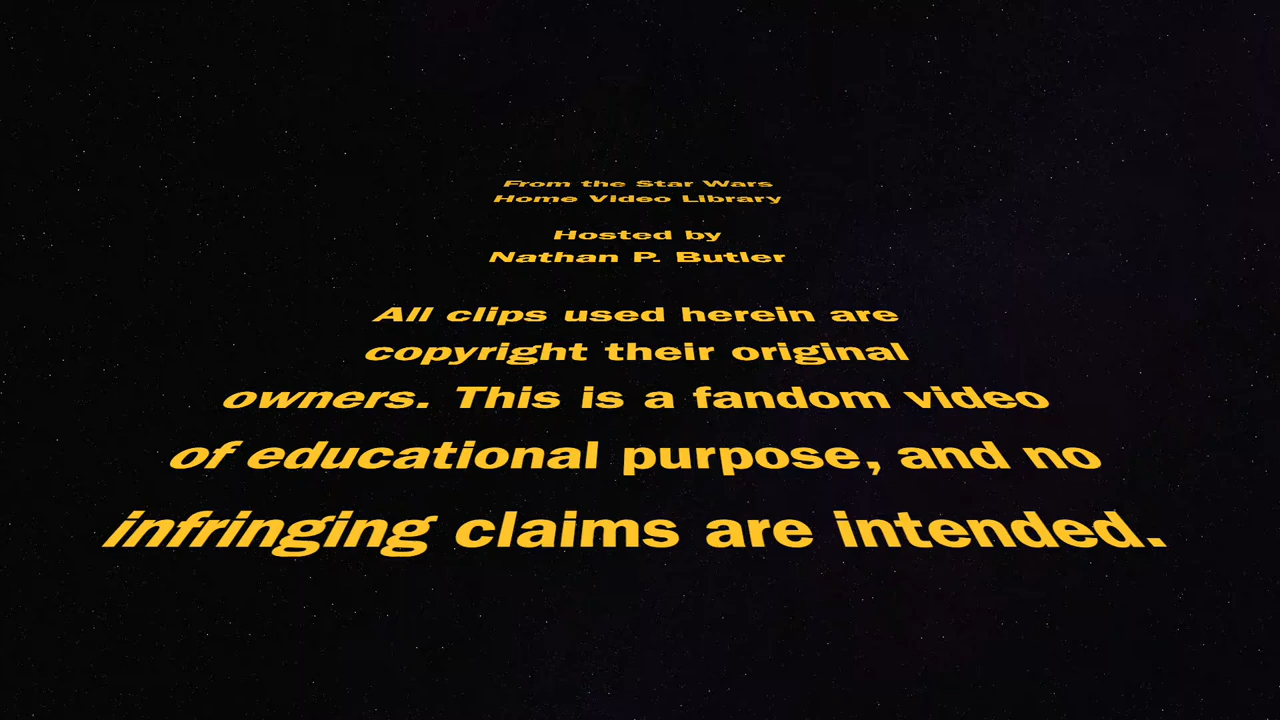 From the Star Wars
Home Video Library
Hosted by
Nathan P. Butler
All clips used herein are
copyright their original
owners. This is a fandom video
of educational purpose, and no
infringing claims are intended.